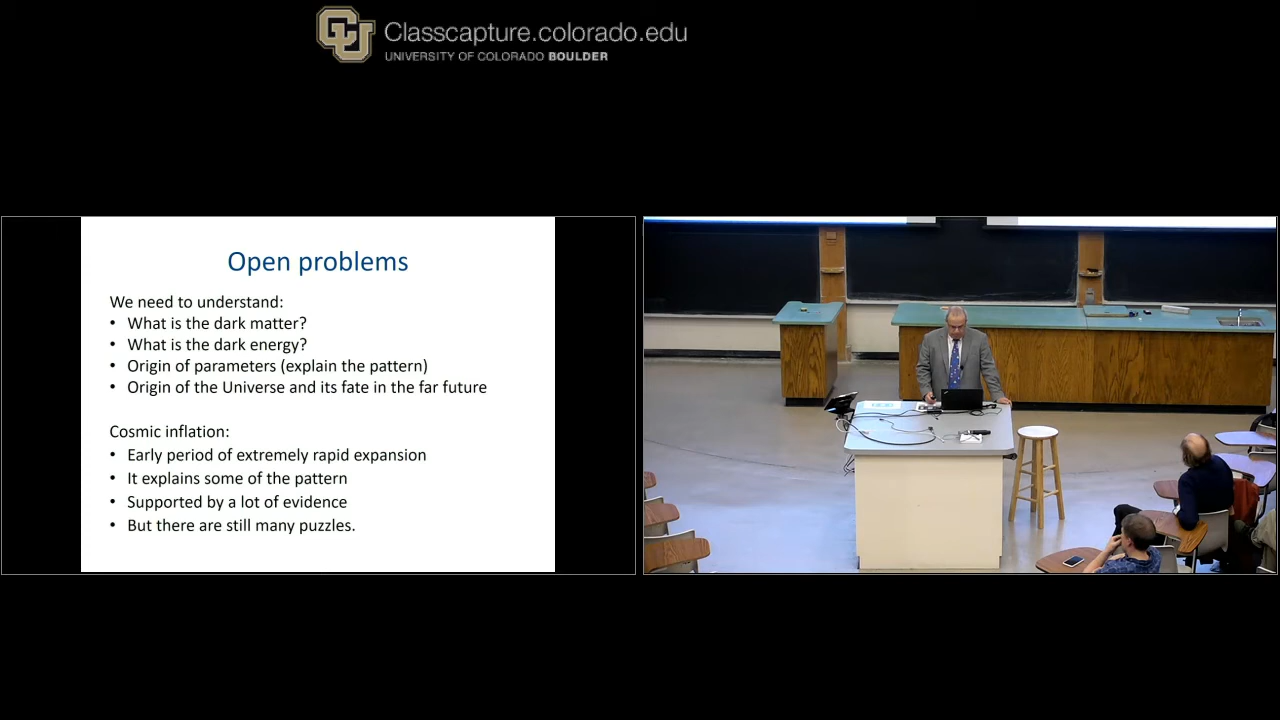 Classcapture.colorado.edu
UNIVERSITY OF COLORADO BOULDER
Open problems
We need to understand:
• What is the dark matter?
• What is the dark energy?
• Origin of parameters (explain the pattern)
• Origin of the Universe and its fate in the far future
Cosmic inflation:
• Early period of extremely rapid expansion
• It explains some of the pattern
• Supported by a lot of evidence
• But there are still many puzzles.